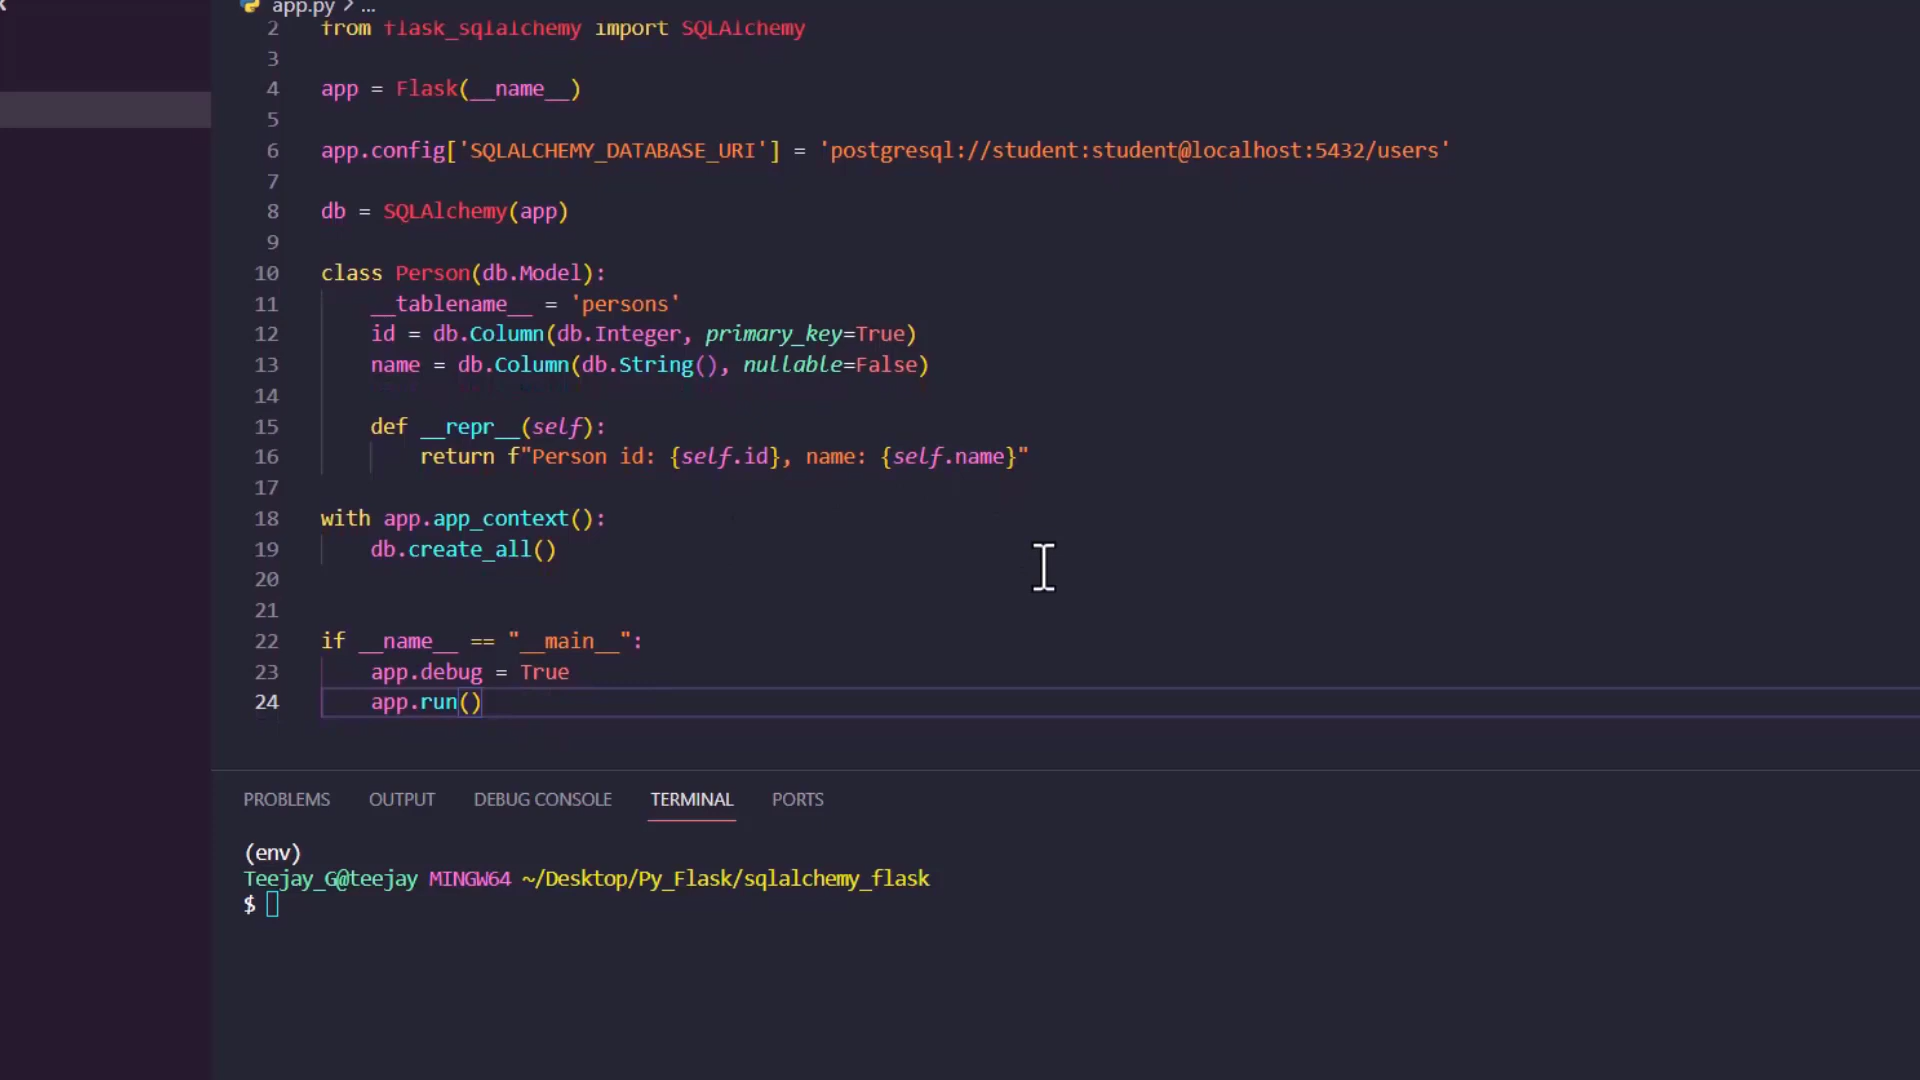 app.py > ...
2 from flask_sqlalchemy import SQLAlchemy
3
4 app = Flask(__name__)
5
6 app.config['SQLALCHEMY_DATABASE_URI'] = 'postgresql://student:student@localhost:5432/users'
7
8 db = SQLAlchemy(app)
9
10 class Person(db.Model):
11 __tablename__ = 'persons'
12 id = db.Column(db.Integer, primary_key=True)
13 name = db.Column(db.String(), nullable=False)
14
15 def __repr__(self):
16 return f"Person id: {self.id}, name: {self.name}"
17
18 with app.app_context():
19 db.create_all()
20
21
22 if __name__ == "__main__":
23 app.debug = True
24 app.run()
PROBLEMS OUTPUT DEBUG CONSOLE TERMINAL PORTS
(env)
Teejay_G@teejay MINGW64 ~/Desktop/Py_Flask/sqlalchemy_flask
$